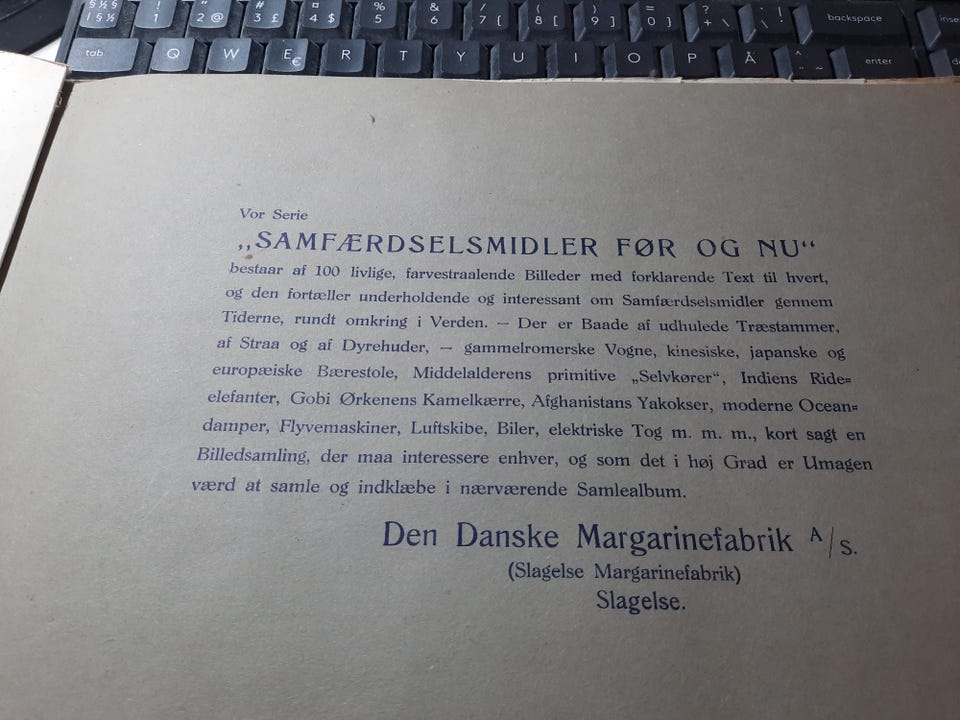 tab Q W E € R T Y U I O P Å enter
backspace
Vor Serie
„SAMFÆRDSELSMIDLER FØR OG NU“
bestaar af 100 livlige, farvestraalende Billeder med forklarende Text til hvert,
og den fortæller underholdende og interessant om Samfærdselsmidler gennem
Tiderne, rundt omkring i Verden. — Der er Baade af udhulede Træstammer,
af Straa og af Dyrehuder, — gammelromerske Vogne, kinesiske, japanske og
europæiske Bærestole, Middelalderens primitive „Selvkører“, Indiens Ride=
elefanter, Gobi Ørkenens Kamelkærre, Afghanistans Yakokser, moderne Ocean=
damper, Flyvemaskiner, Luftskibe, Biler, elektriske Tog m. m. m., kort sagt en
Billedsamling, der maa interessere enhver, og som det i høj Grad er Umagen
værd at samle og indklæbe i nærværende Samlealbum.
Den Danske Margarinefabrik A/S.
(Slagelse Margarinefabrik)
Slagelse.